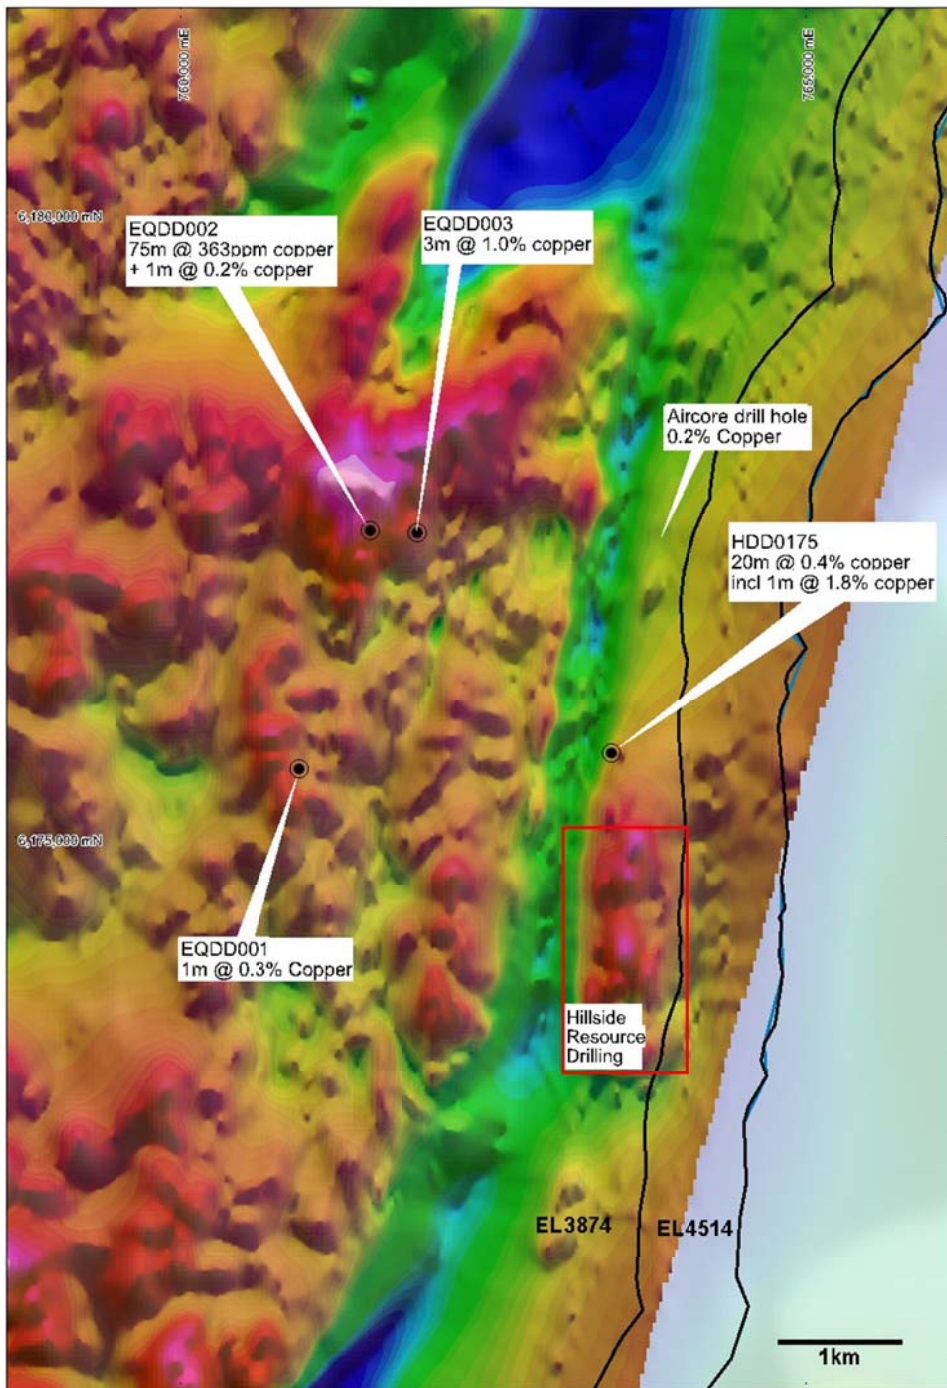 760,000 mE
765,000 mE
6,180,000 mN
EQDD002
75m @ 363ppm copper
+ 1m @ 0.2% copper
EQDD003
3m @ 1.0% copper
Aircore drill hole
0.2% Copper
HDD0175
20m @ 0.4% copper
incl 1m @ 1.8% copper
6,175,000 mN
EQDD001
1m @ 0.3% Copper
Hillside
Resource
Drilling
EL3874
EL4514
1km